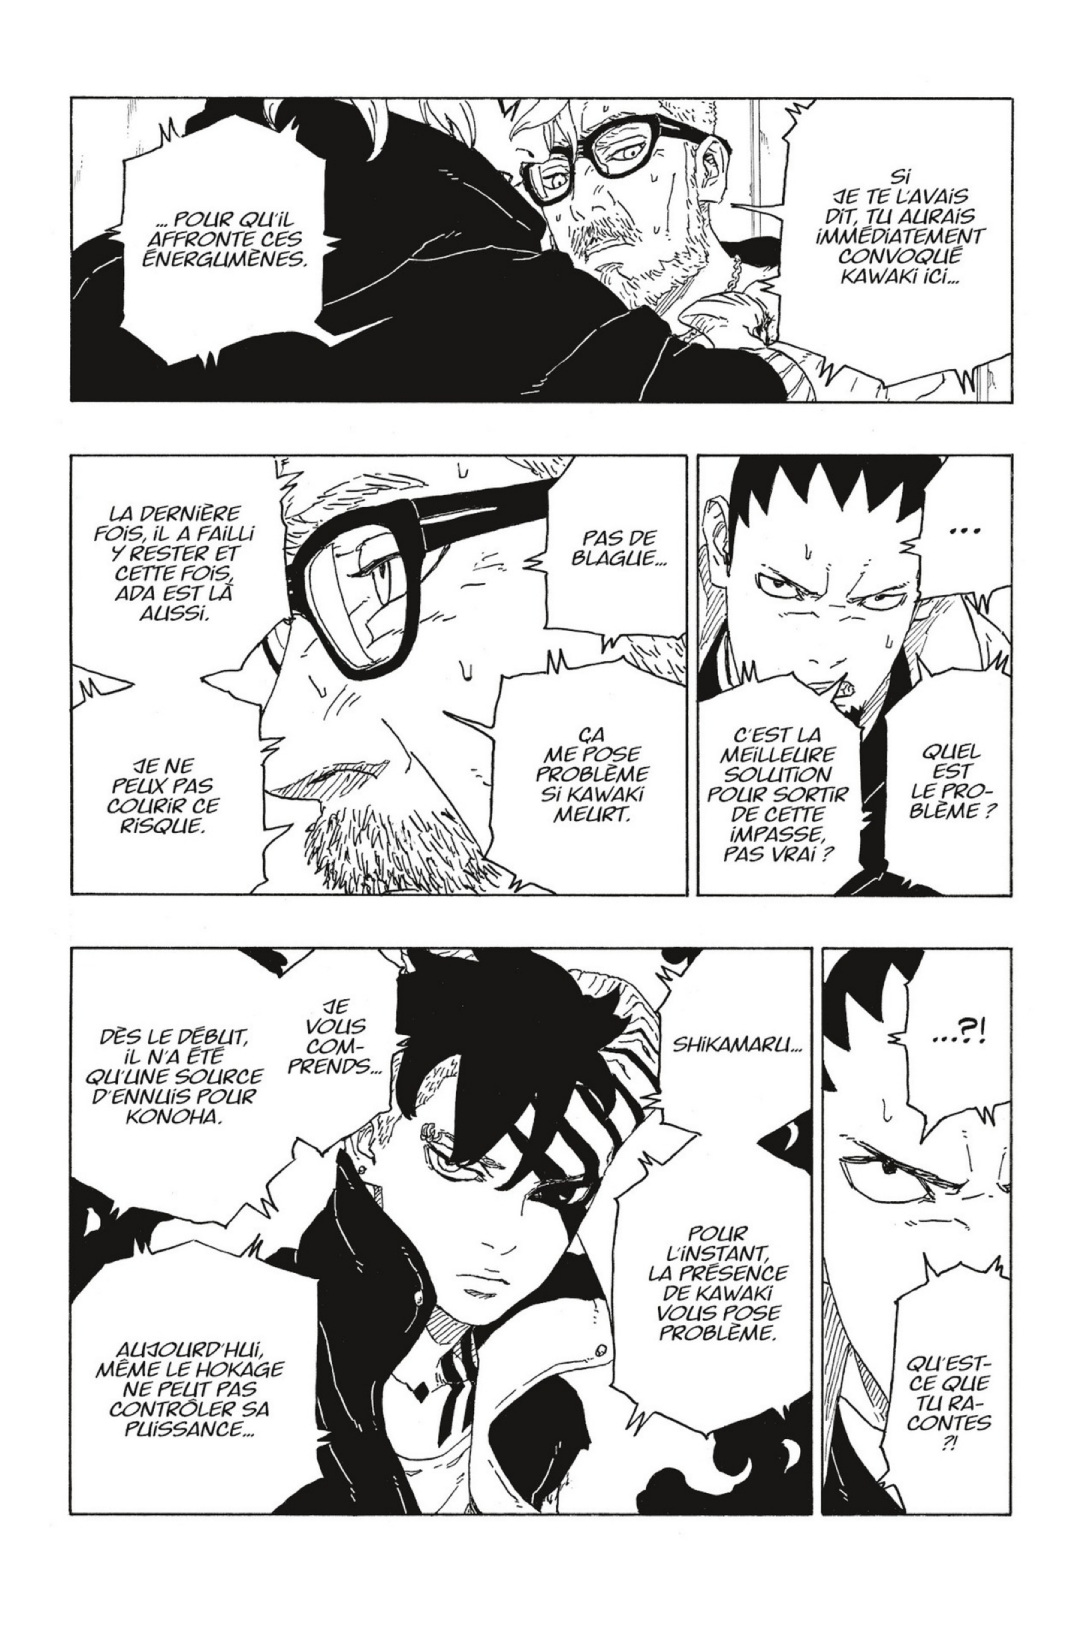 SI
JE TE L'AVAIS
DIT, TU AURAIS
IMMÉDIATEMENT
CONVOQUÉ
KAWAKI ICI...
... POUR QU'IL
AFFRONTE CES
ÉNERGUMÈNES.
...
QUEL
EST
LE PRO-
BLÈME ?
C'EST LA
MEILLEURE
SOLUTION
POUR SORTIR
DE CETTE
IMPASSE,
PAS VRAI ?
PAS DE
BLAGUE...
ÇA
ME POSE
PROBLÈME
SI KAWAKI
MEURT.
LA DERNIÈRE
FOIS, IL A FAILLI
Y RESTER ET
CETTE FOIS,
ADA EST LÀ
AUSSI.
JE NE
PEUX PAS
COURIR CE
RISQUE.
...?!
QU'EST-
CE QUE
TU RA-
CONTES
?!
SHIKAMARU...
POUR
L'INSTANT,
LA PRÉSENCE
DE KAWAKI
VOUS POSE
PROBLÈME.
JE
VOUS
COM-
PRENDS...
DÈS LE DÉBUT,
IL N'A ÉTÉ
QU'UNE SOURCE
D'ENNUIS POUR
KONOHA.
AUJOURD'HUI,
MÊME LE HOKAGE
NE PEUT PAS
CONTRÔLER SA
PUISSANCE...